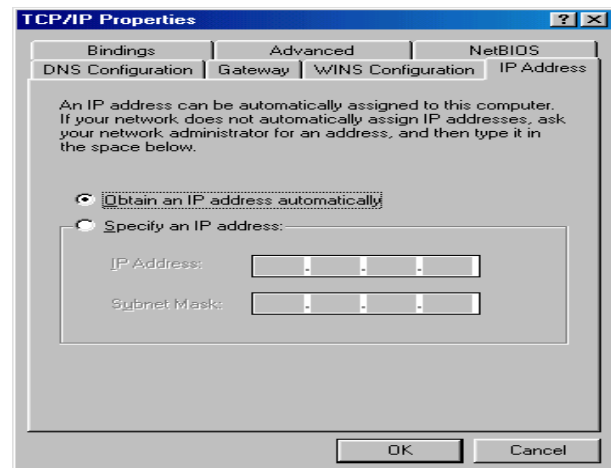 TCP/IP Properties
Bindings Advanced NetBIOS
DNS Configuration Gateway WINS Configuration IP Address
An IP address can be automatically assigned to this computer.
If your network does not automatically assign IP addresses, ask
your network administrator for an address, and then type it in
the space below.
Obtain an IP address automatically
Specify an IP address:
IP Address:
Subnet Mask:
OK Cancel